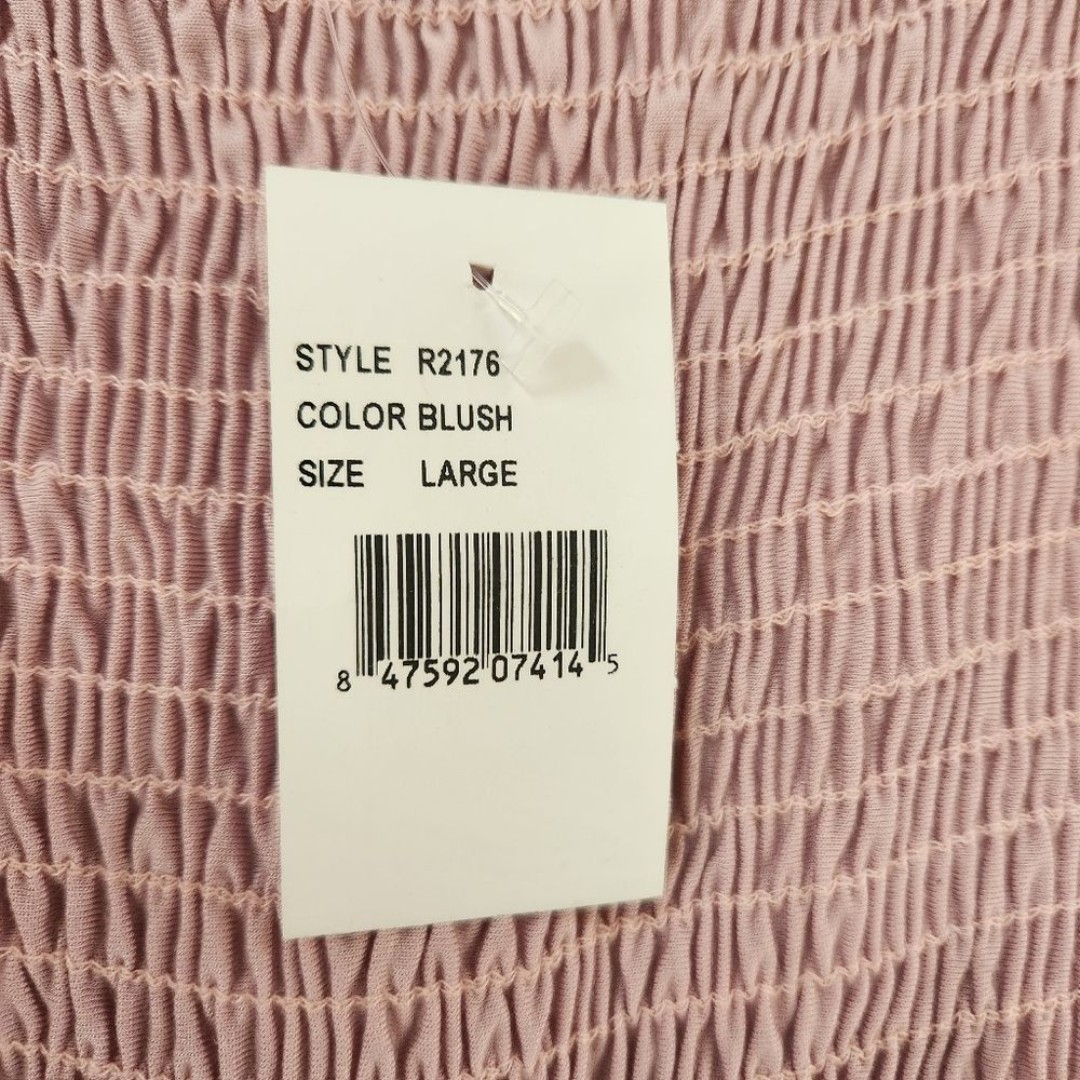 STYLE R2176
COLOR BLUSH
SIZE LARGE
8 47592 07414 5